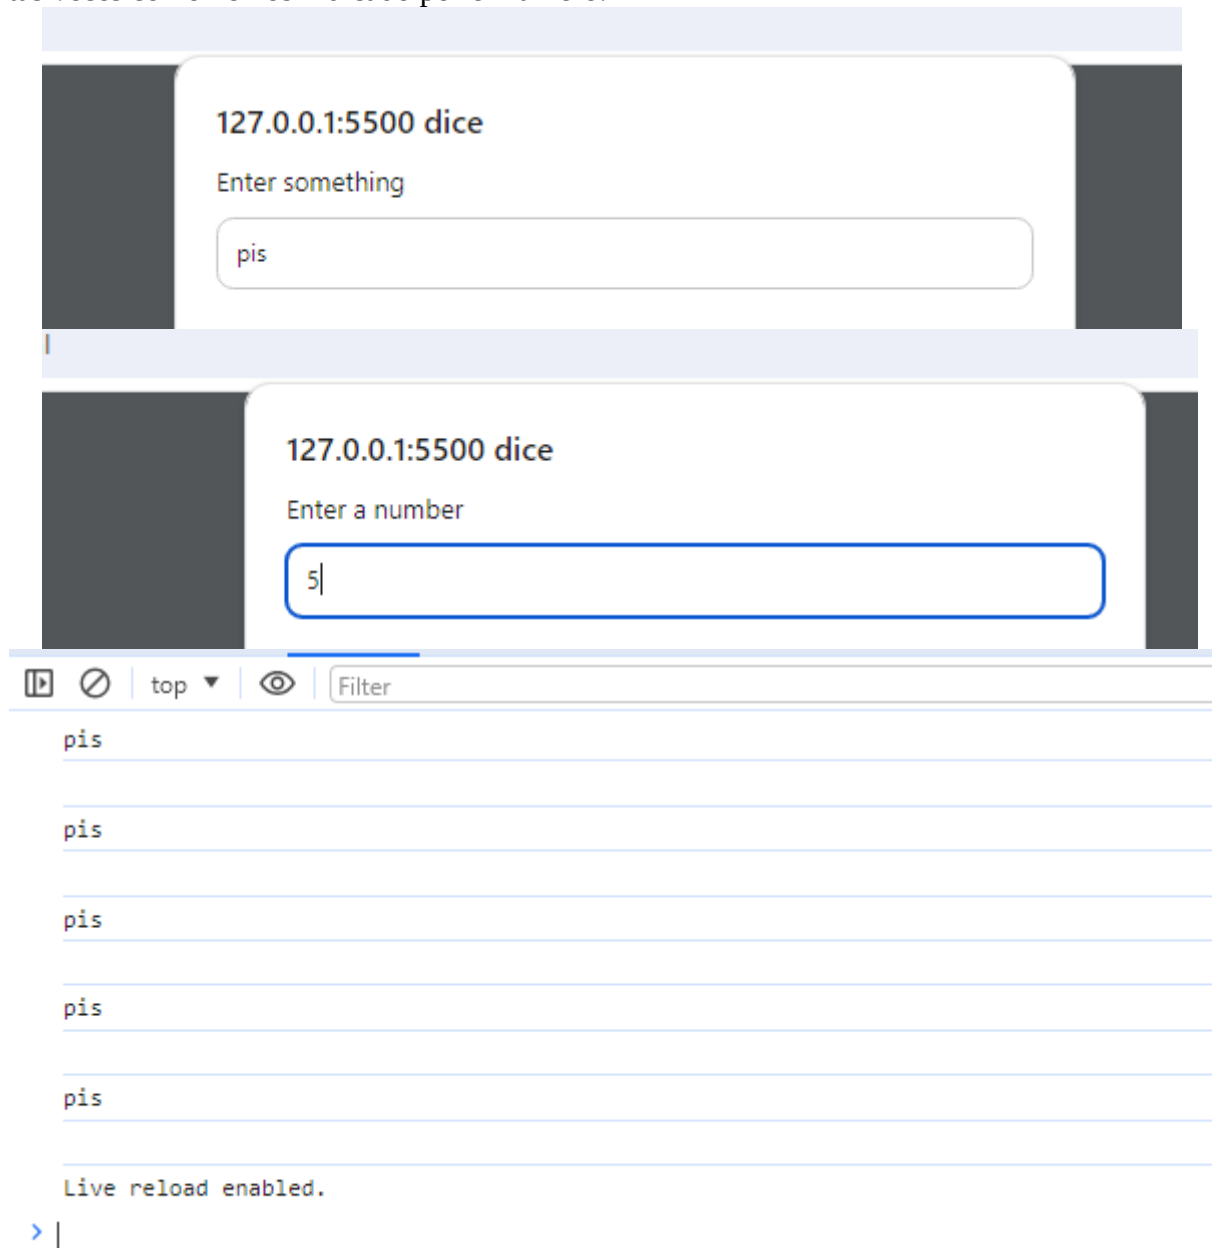 127.0.0.1:5500 dice
Enter something
pis
127.0.0.1:5500 dice
Enter a number
5
top ▼
Filter
pis
pis
pis
pis
pis
Live reload enabled.
>